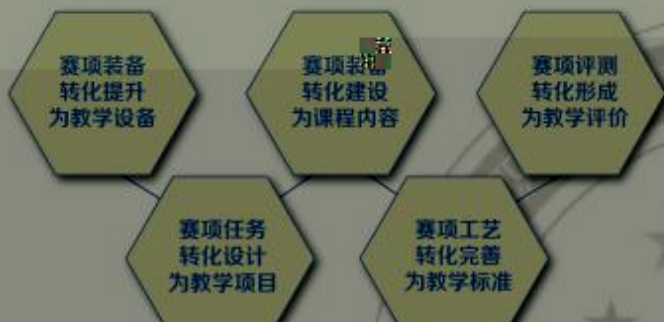 赛项装备
转化提升
为教学设备
赛项装
转化建设
为课程内容
赛项评测
转化形成
为教学评价
赛项任务
转化设计
为教学项目
赛项工艺
转化完善
为教学标准